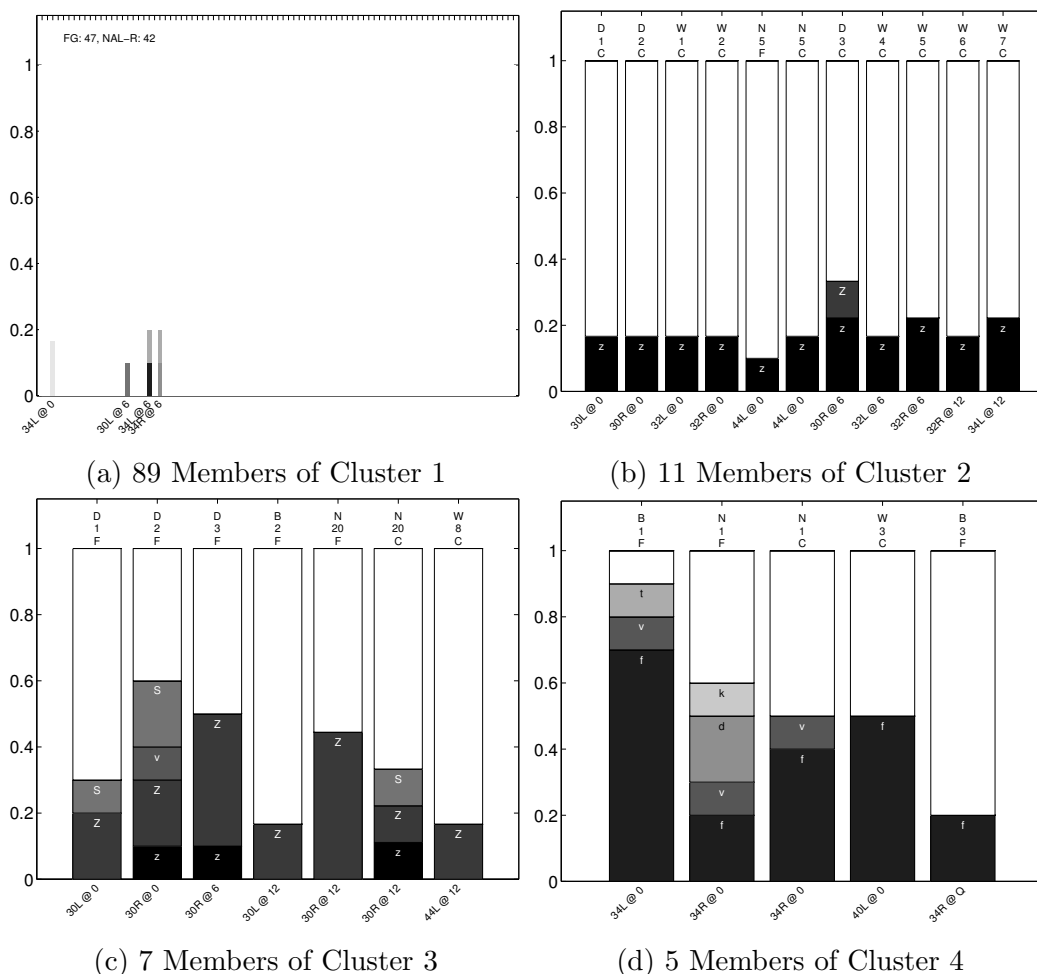 FG: 47, NAL-R: 42
1
0.8
0.6
0.4
0.2
0
34L @ 0 30L @ 6 34L @ 6 34R @ 6
(a) 89 Members of Cluster 1
D D W W N N D W W W W
1 2 1 2 5 5 3 4 5 6 7
C C C C F C C C C C C
1
0.8
0.6
0.4
0.2
0
Z
z z z z z z z z z z z
30L @ 0 30R @ 0 32L @ 0 32R @ 0 44L @ 0 44L @ 0 30R @ 6 32L @ 6 32R @ 6 32R @ 12 34L @ 12
(b) 11 Members of Cluster 2
D D D B N N W
1 2 3 2 20 20 8
F F F F F C C
1
0.8
0.6
0.4
0.2
0
S
Z
S
v
Z
z
Z
z
Z
Z
S
Z
z
Z
30L @ 0 30R @ 0 30R @ 6 30L @ 12 30R @ 12 30R @ 12 44L @ 12
(c) 7 Members of Cluster 3
B N N W B
1 1 1 3 3
F F C C F
1
0.8
0.6
0.4
0.2
0
t
v
f
k
d
v
f
v
f
f
f
34L @ 0 34R @ 0 34R @ 0 40L @ 0 34R @ Q
(d) 5 Members of Cluster 4